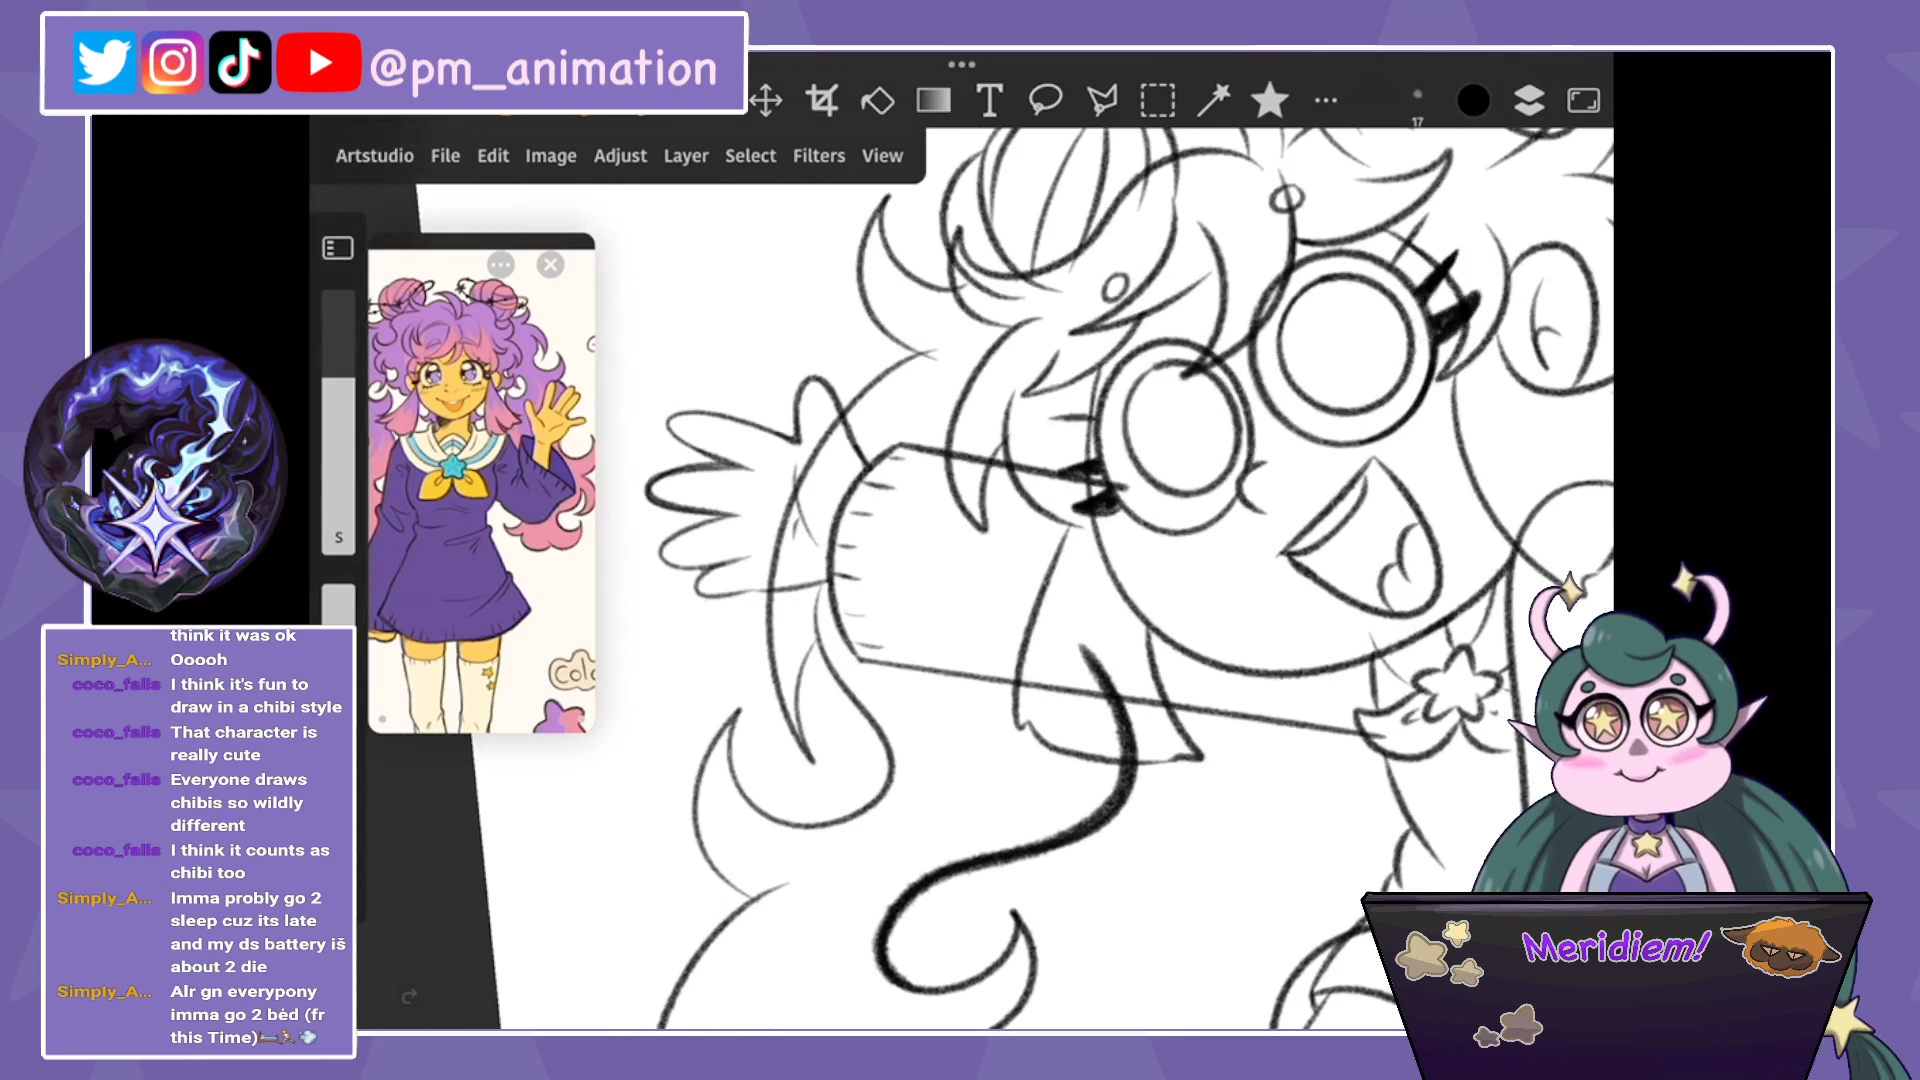 @pm_animation
T
17
Artstudio File Edit Image Adjust Layer Select Filters View
S
think it was ok
Simply_A... Ooooh
coco_falls I think it's fun to
draw in a chibi style
coco_falls That character is
really cute
coco_falls Everyone draws
chibis so wildly
different
coco_falls I think it counts as
chibi too
Simply_A... Imma probly go 2
sleep cuz its late
and my ds battery iš
about 2 die
Simply_A... Alr gn everypony
imma go 2 bėd (fr
this Time)
Meridiem!